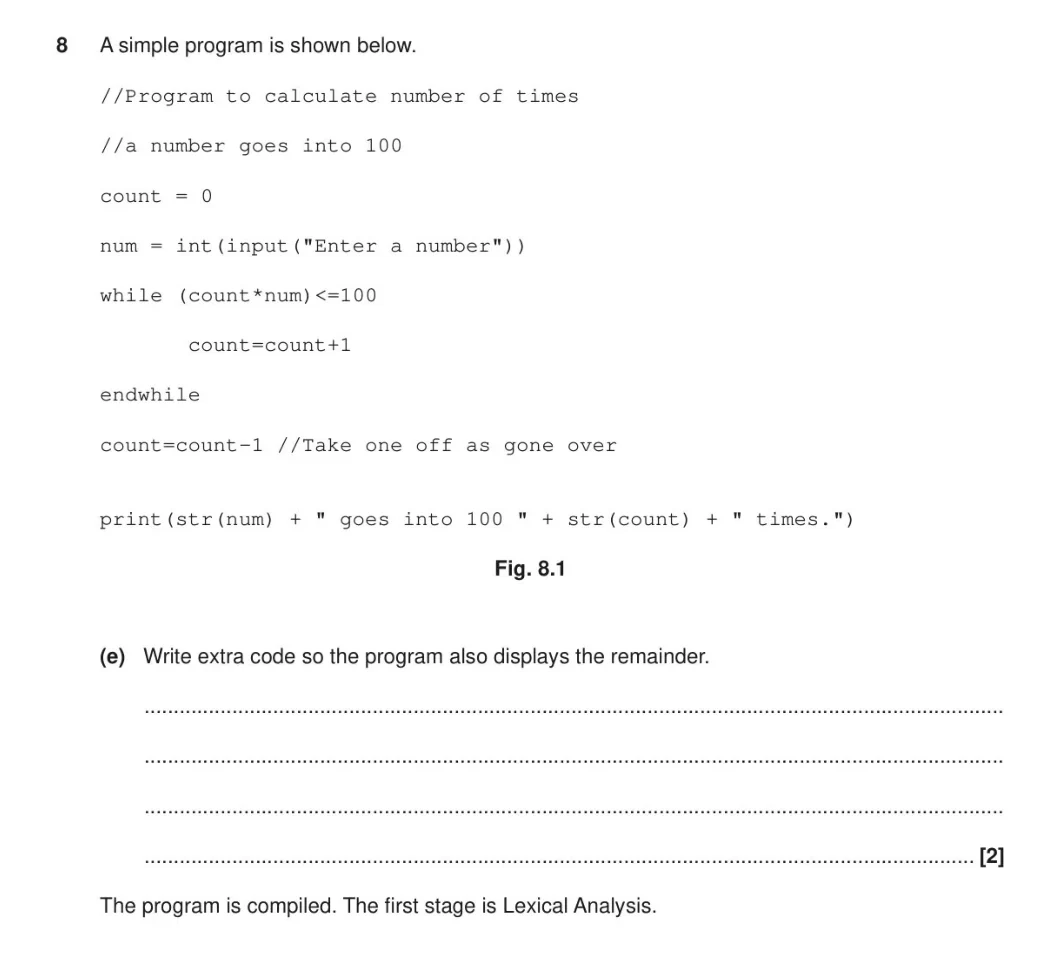 8 A simple program is shown below.
//Program to calculate number of times
//a number goes into 100
count = 0
num = int(input("Enter a number"))
while (count*num)<=100
count=count+1
endwhile
count=count-1 //Take one off as gone over
print(str(num) + " goes into 100 " + str(count) + " times.")
Fig. 8.1
(e) Write extra code so the program also displays the remainder.
[2]
The program is compiled. The first stage is Lexical Analysis.